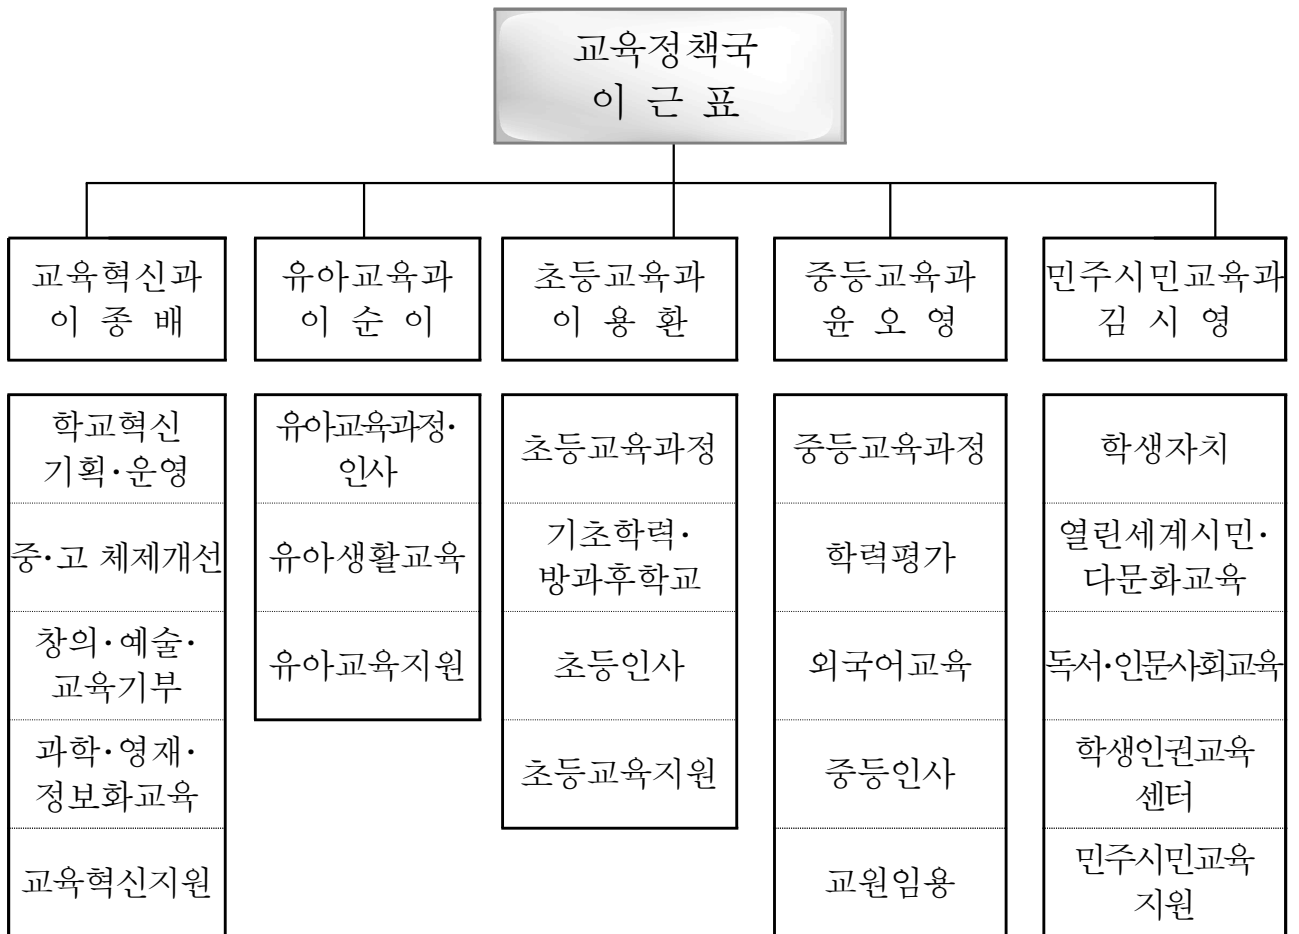 교육정책국
이 근 표
교육혁신과
이 종 배
유아교육과
이 순 이
초등교육과
이 용 환
중등교육과
윤 오 영
민주시민교육과
김 시 영
학교혁신
기획·운영
중·고 체제개선
창의·예술·
교육기부
과학·영재·
정보화교육
교육혁신지원
유아교육과정·
인사
유아생활교육
유아교육지원
초등교육과정
기초학력·
방과후학교
초등인사
초등교육지원
중등교육과정
학력평가
외국어교육
중등인사
교원임용
학생자치
열린세계시민·
다문화교육
독서·인문사회교육
학생인권교육
센터
민주시민교육
지원